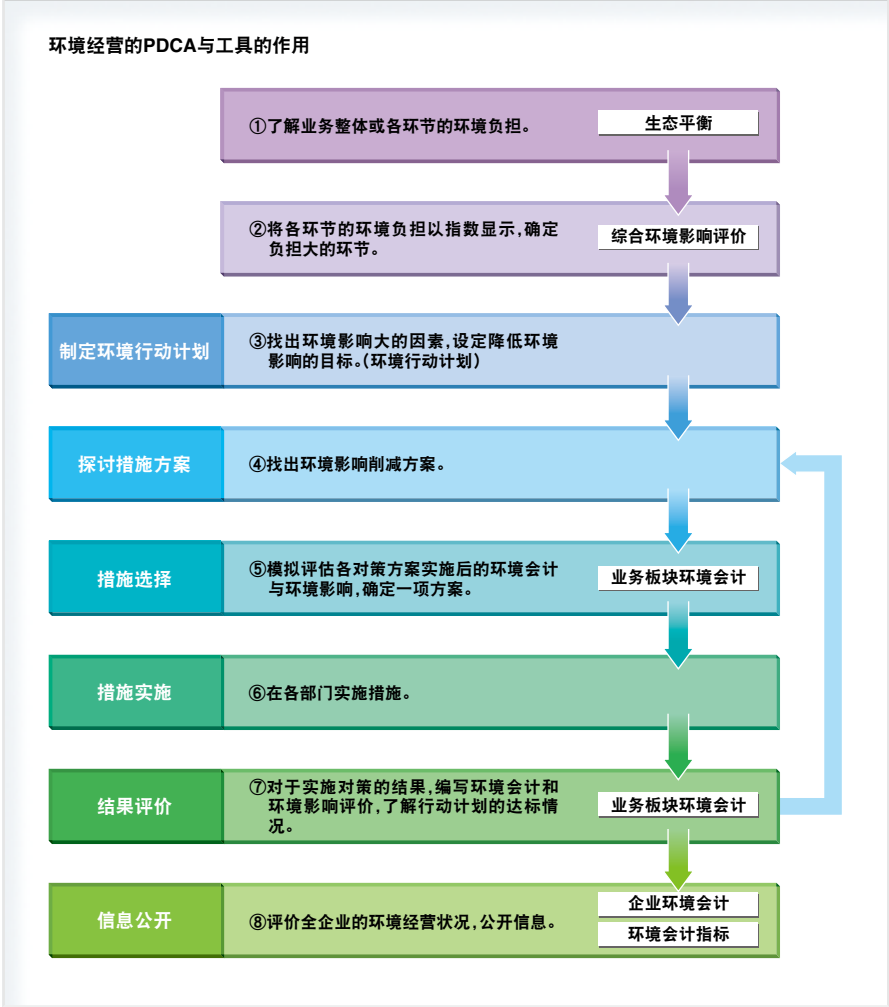 环境经营的PDCA与工具的作用
①了解业务整体或各环节的环境负担。
生态平衡
②将各环节的环境负担以指数显示,确定
负担大的环节。
综合环境影响评价
制定环境行动计划
③找出环境影响大的因素,设定降低环境
影响的目标。(环境行动计划)
探讨措施方案
④找出环境影响削减方案。
措施选择
⑤模拟评估各对策方案实施后的环境会计
与环境影响,确定一项方案。
业务板块环境会计
措施实施
⑥在各部门实施措施。
结果评价
⑦对于实施对策的结果,编写环境会计和
环境影响评价,了解行动计划的达标情
况。
业务板块环境会计
信息公开
⑧评价全企业的环境经营状况,公开信息。
企业环境会计
环境会计指标